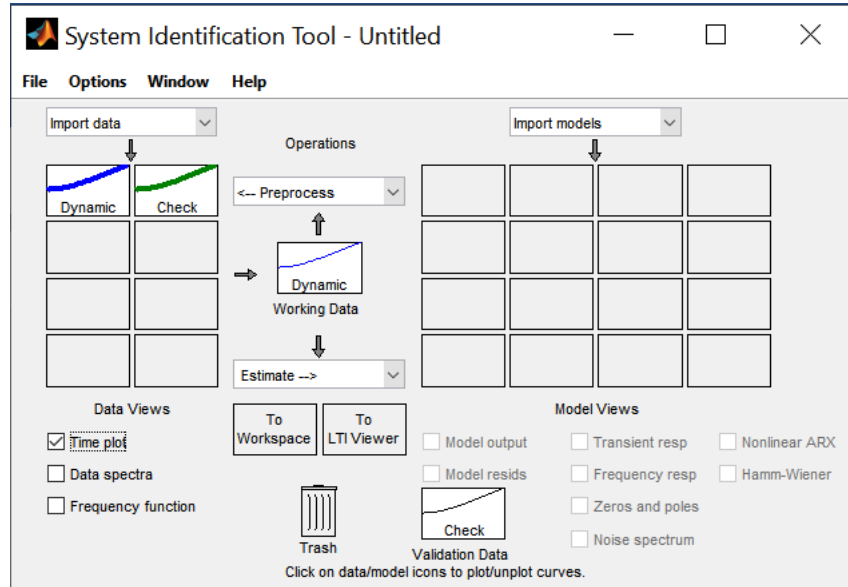 System Identification Tool - Untitled
File Options Window Help
Import data
Import models
Operations
Dynamic
Check
<-- Preprocess
Dynamic
Working Data
Estimate -->
Data Views
To
Workspace
To
LTI Viewer
Model Views
Time plot
Data spectra
Frequency function
Model output
Model resids
Transient resp
Frequency resp
Zeros and poles
Noise spectrum
Nonlinear ARX
Hamm-Wiener
Trash
Check
Validation Data
Click on data/model icons to plot/unplot curves.